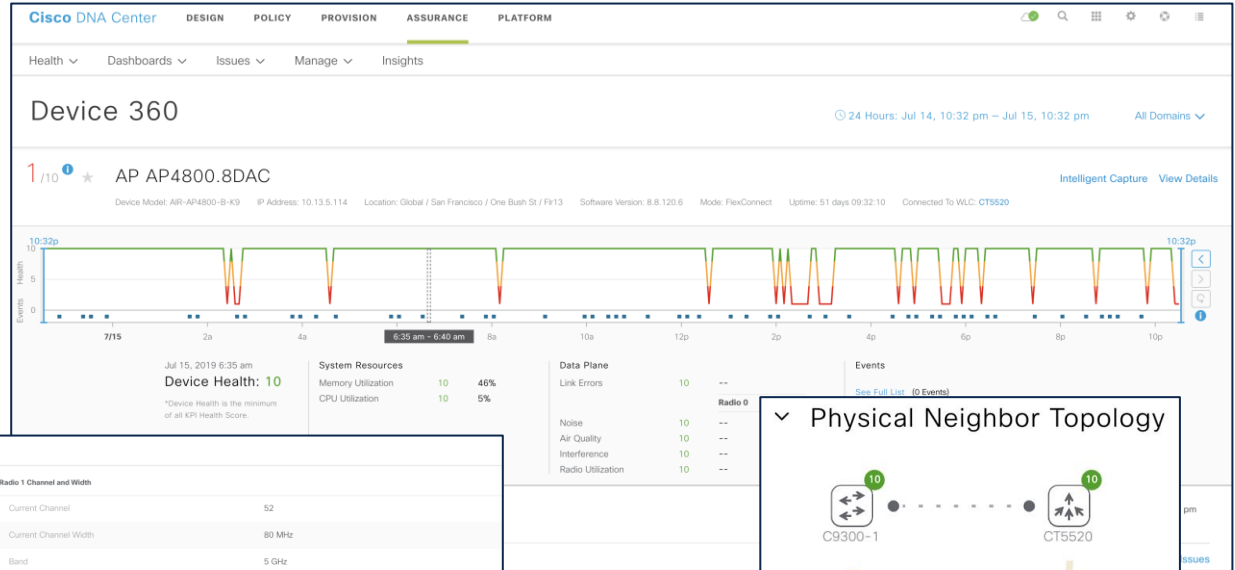 Cisco DNA Center DESIGN POLICY PROVISION ASSURANCE PLATFORM
Health Dashboards Issues Manage Insights
Device 360
24 Hours: Jul 14, 10:32 pm – Jul 15, 10:32 pm All Domains
1 /10 AP AP4800.8DAC
Intelligent Capture View Details
Device Model: AIR-AP4800-B-K9 IP Address: 10.13.5.114 Location: Global / San Francisco / One Bush St / Flr13 Software Version: 8.8.120.6 Mode: FlexConnect Uptime: 51 days 09:32:10 Connected To WLC: CT5520
10:32p 10:32p
10
Health
5
Events
0
7/15 2a 4a 6:35 am - 6:40 am 8a 10a 12p 2p 4p 6p 8p 10p
Jul 15, 2019 6:35 am
Device Health: 10
*Device Health is the minimum
of all KPI Health Score.
System Resources
Memory Utilization 10 46%
CPU Utilization 10 5%
Data Plane
Link Errors 10 --
Radio 0
Noise 10 --
Air Quality 10 --
Interference 10 --
Radio Utilization 10 --
Events
See Full List (0 Events)
Radio 1 Channel and Width
Current Channel 52
Current Channel Width 80 MHz
Band 5 GHz
Physical Neighbor Topology
10 10
C9300-1 CT5520
pm
Issues